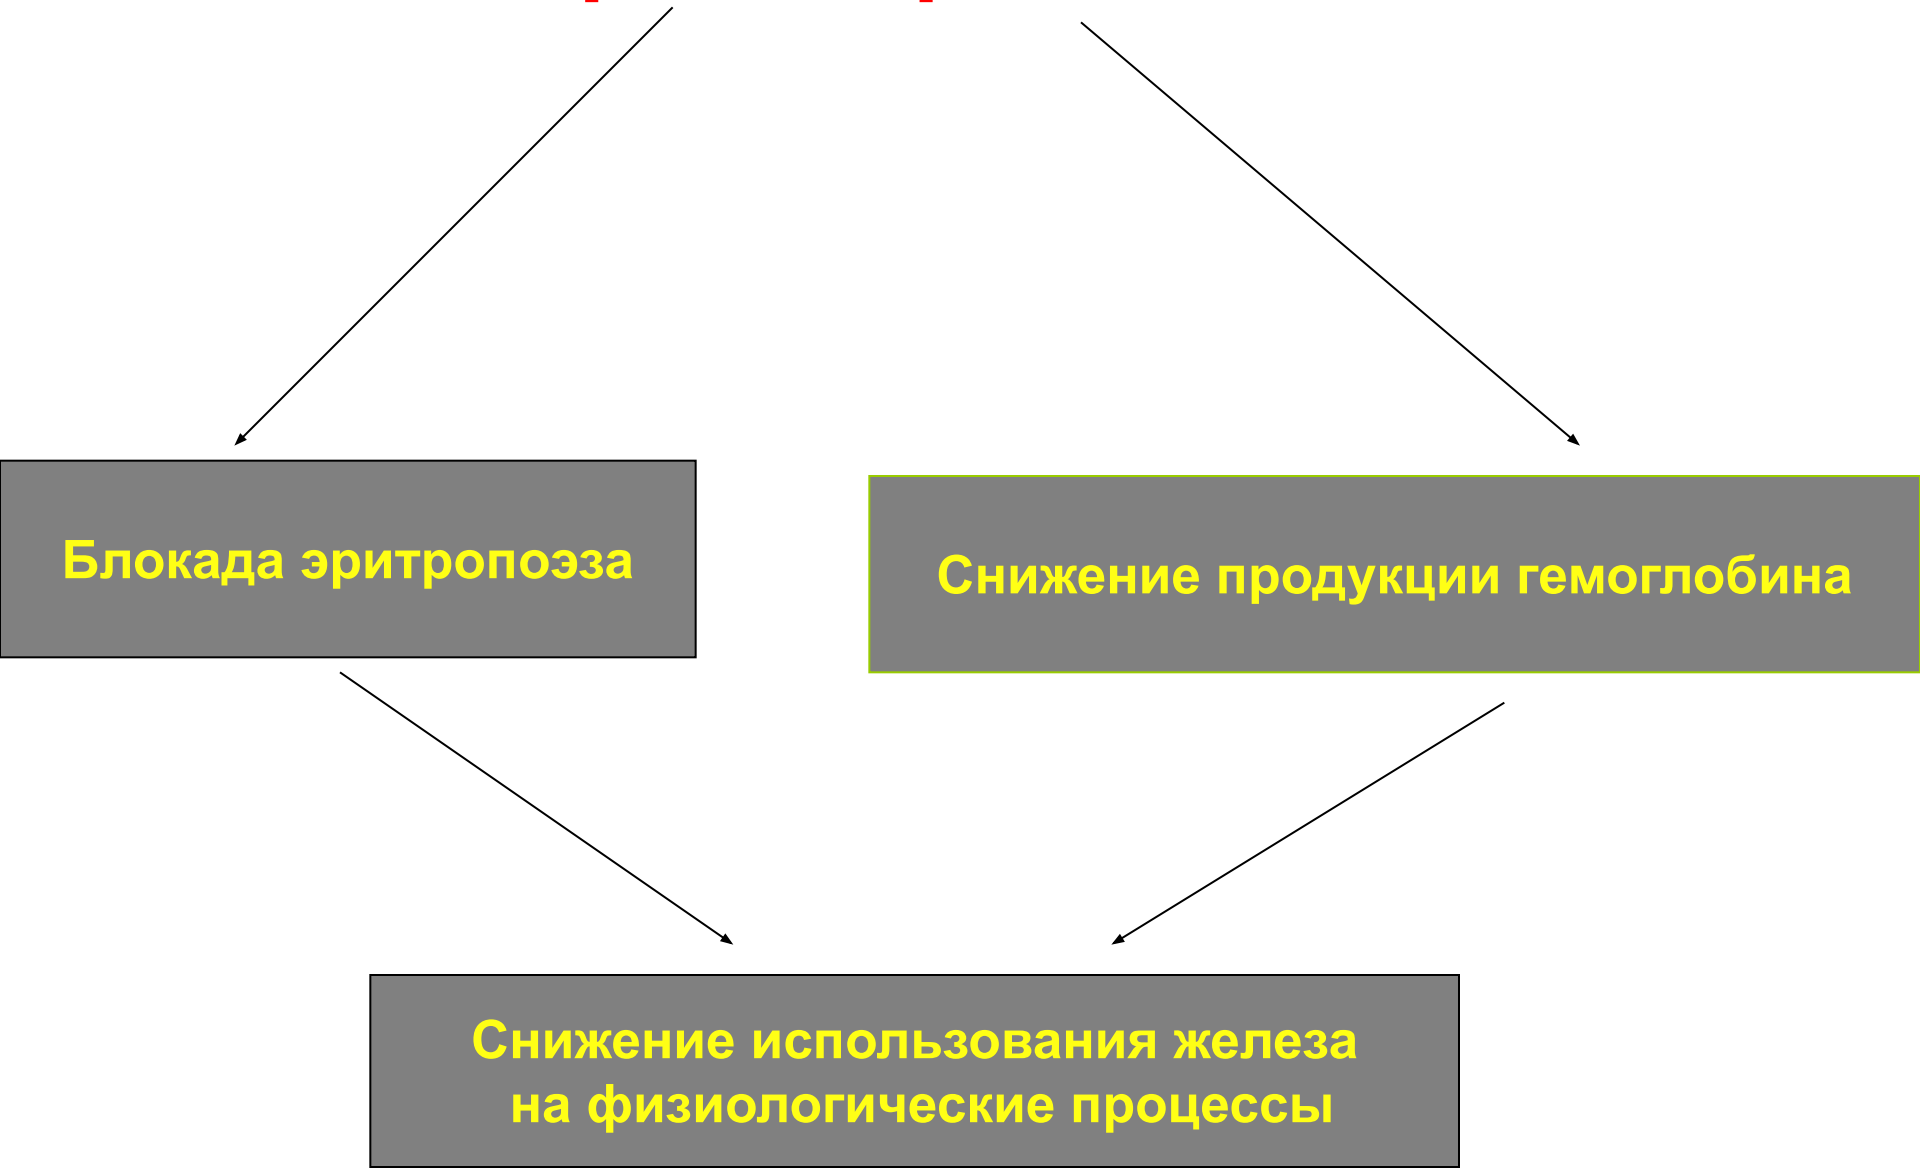 Блокада эритропоэза
Снижение продукции гемоглобина
Снижение использования железа
на физиологические процессы